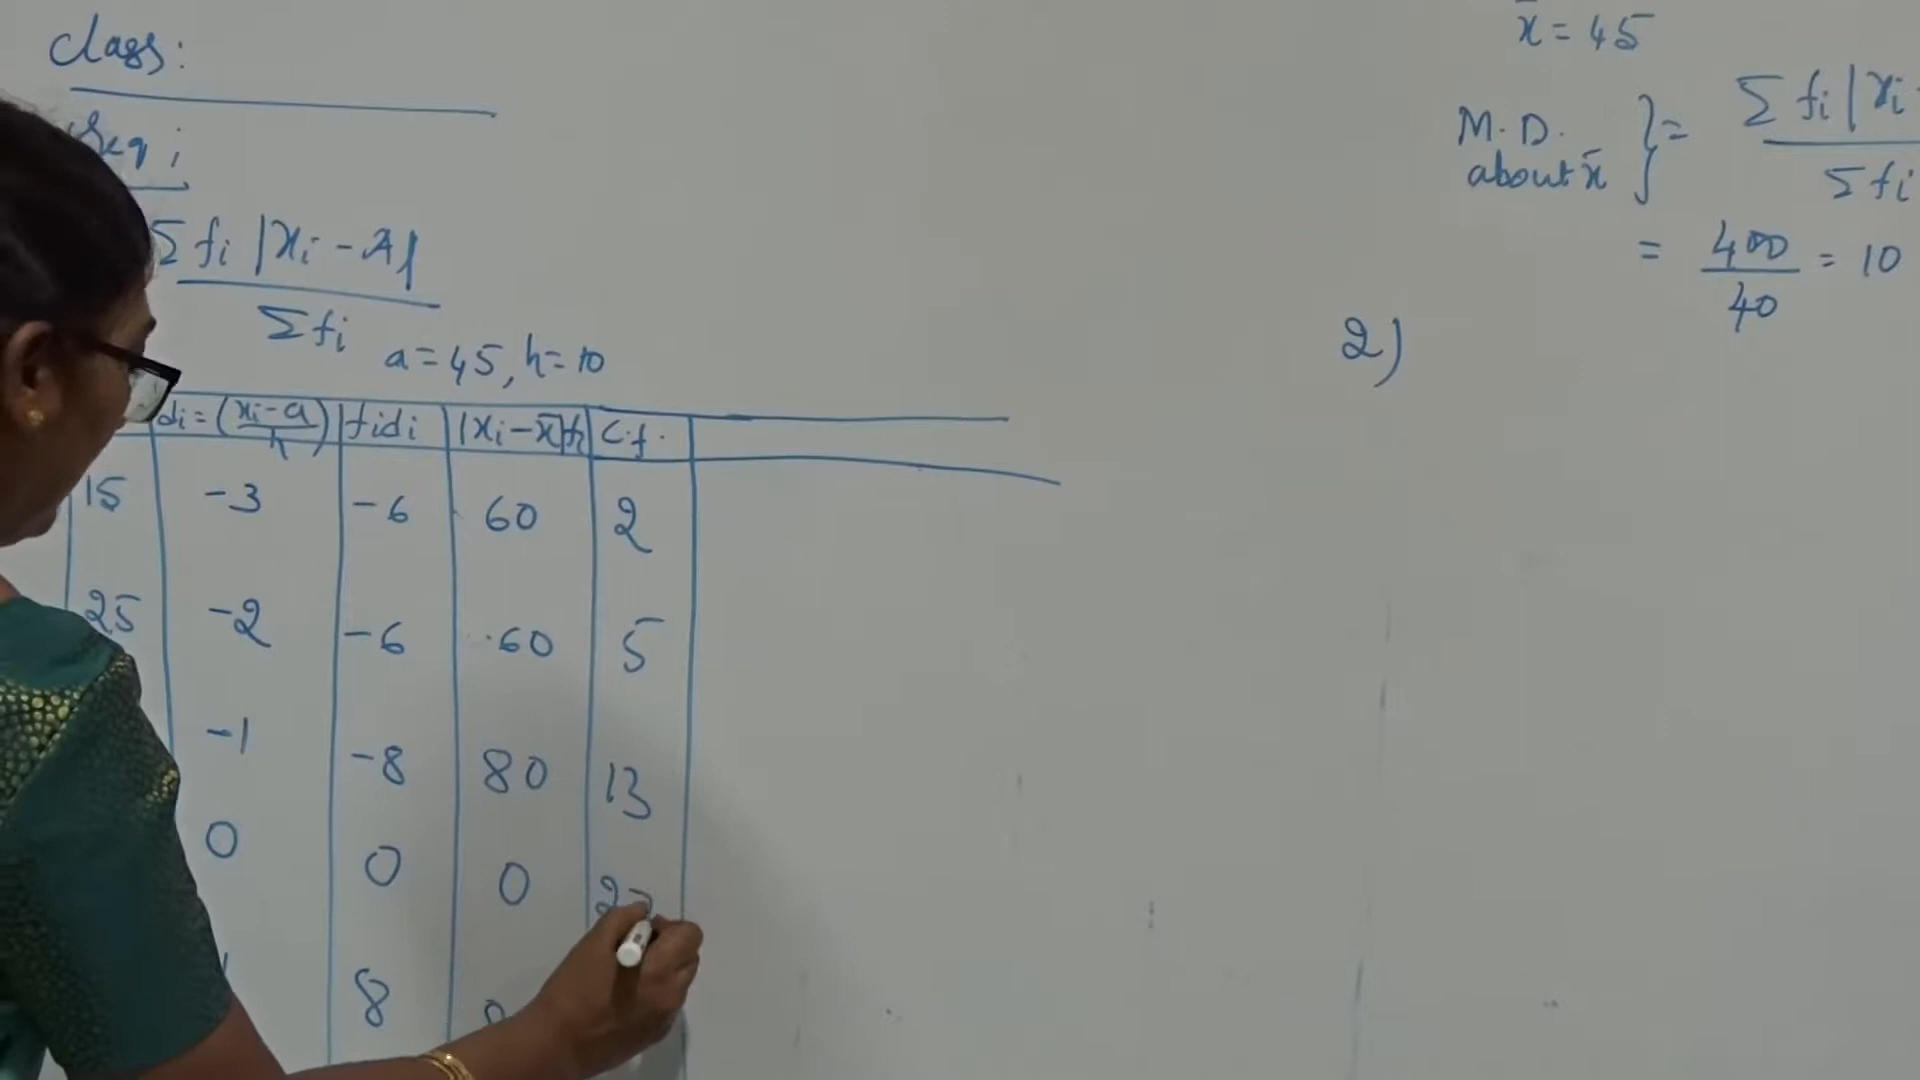 Class:
freq;
Σ fi |xi - A|
Σfi
a = 45, h = 10
di = (xi - a / h) | fidi | |xi - x̄|fi | C.f.
15 -3 -6 60 2
25 -2 -6 60 5
-1 -8 80 13
0 0 0
8
x̄ = 45
M.D. about x̄ } = Σ fi |xi -
Σ fi
= 400 / 40 = 10
2)